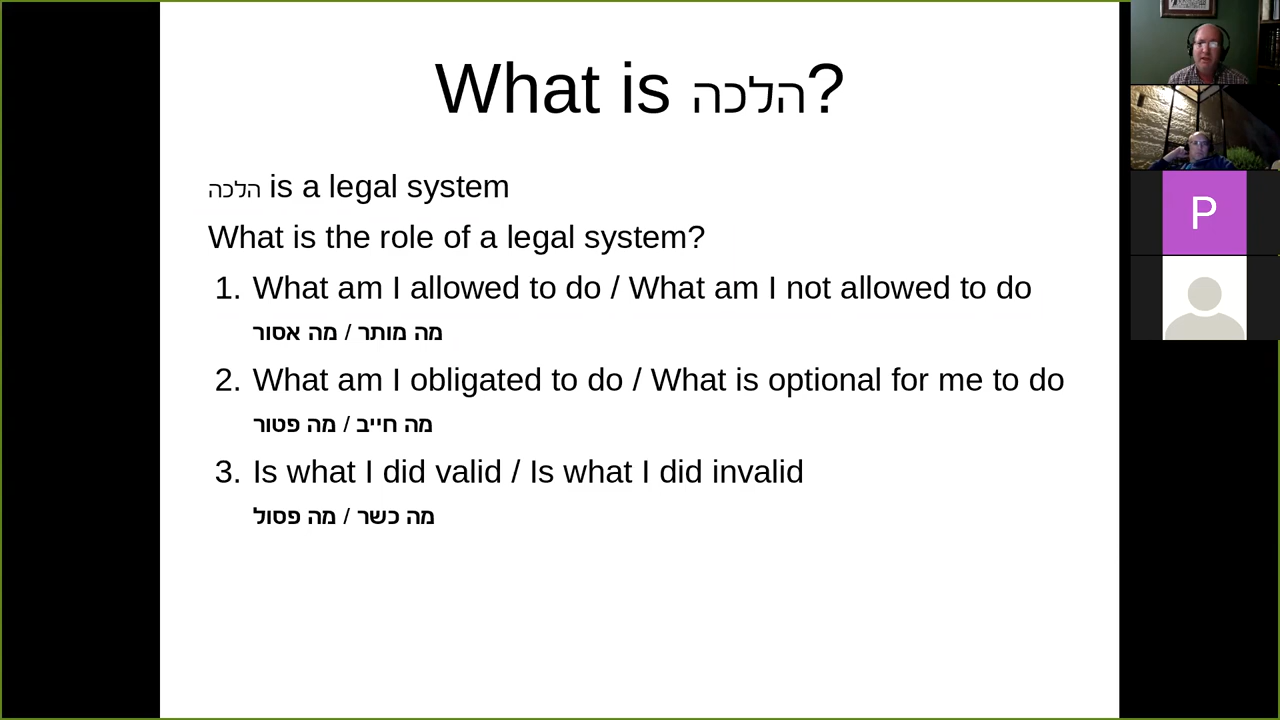 What is הלכה?
הלכה is a legal system
What is the role of a legal system?
1. What am I allowed to do / What am I not allowed to do
מה מותר / מה אסור
2. What am I obligated to do / What is optional for me to do
מה חייב / מה פטור
3. Is what I did valid / Is what I did invalid
מה כשר / מה פסול
P